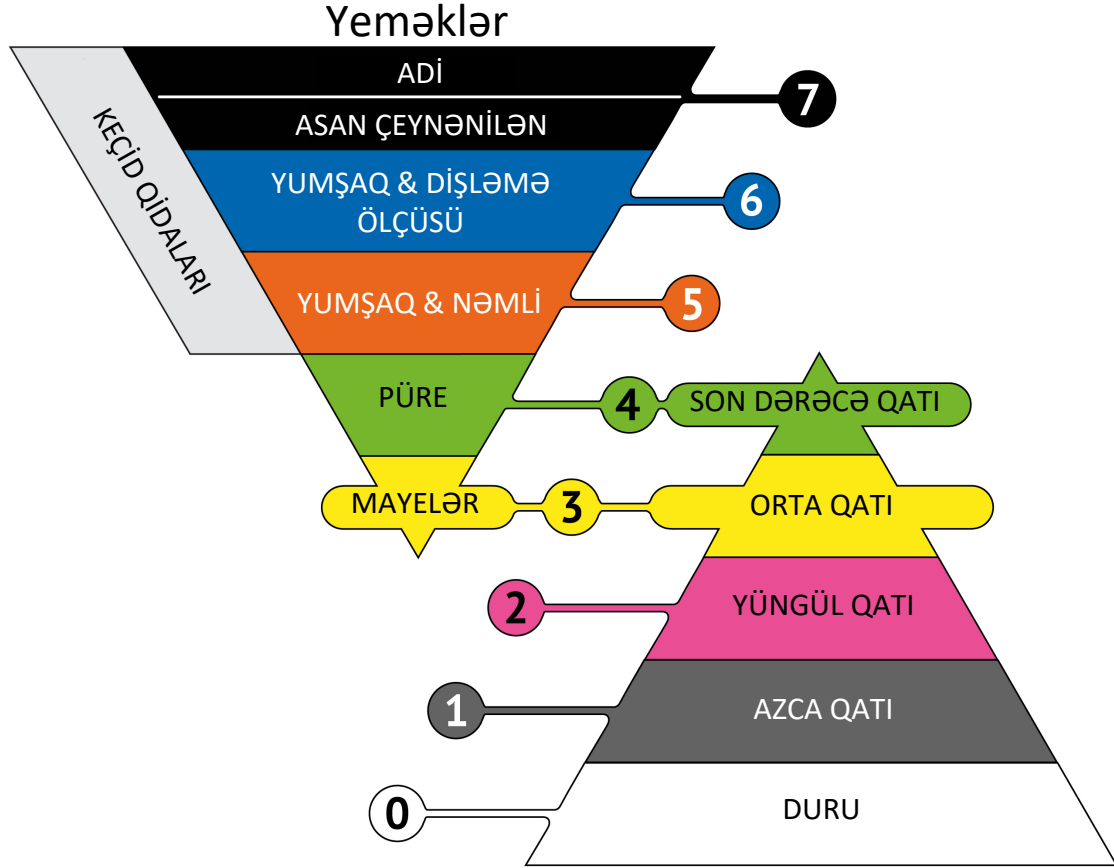 Yeməklər
ADİ
7
ASAN ÇEYNƏNİLƏN
KEÇİD QİDALARI
YUMŞAQ & DİŞLƏMƏ
ÖLÇÜSÜ
6
YUMŞAQ & NƏMLİ
5
PÜRE
4
SON DƏRƏCƏ QATI
MAYELƏR
3
ORTA QATI
2
YÜNGÜL QATI
1
AZCA QATI
0
DURU